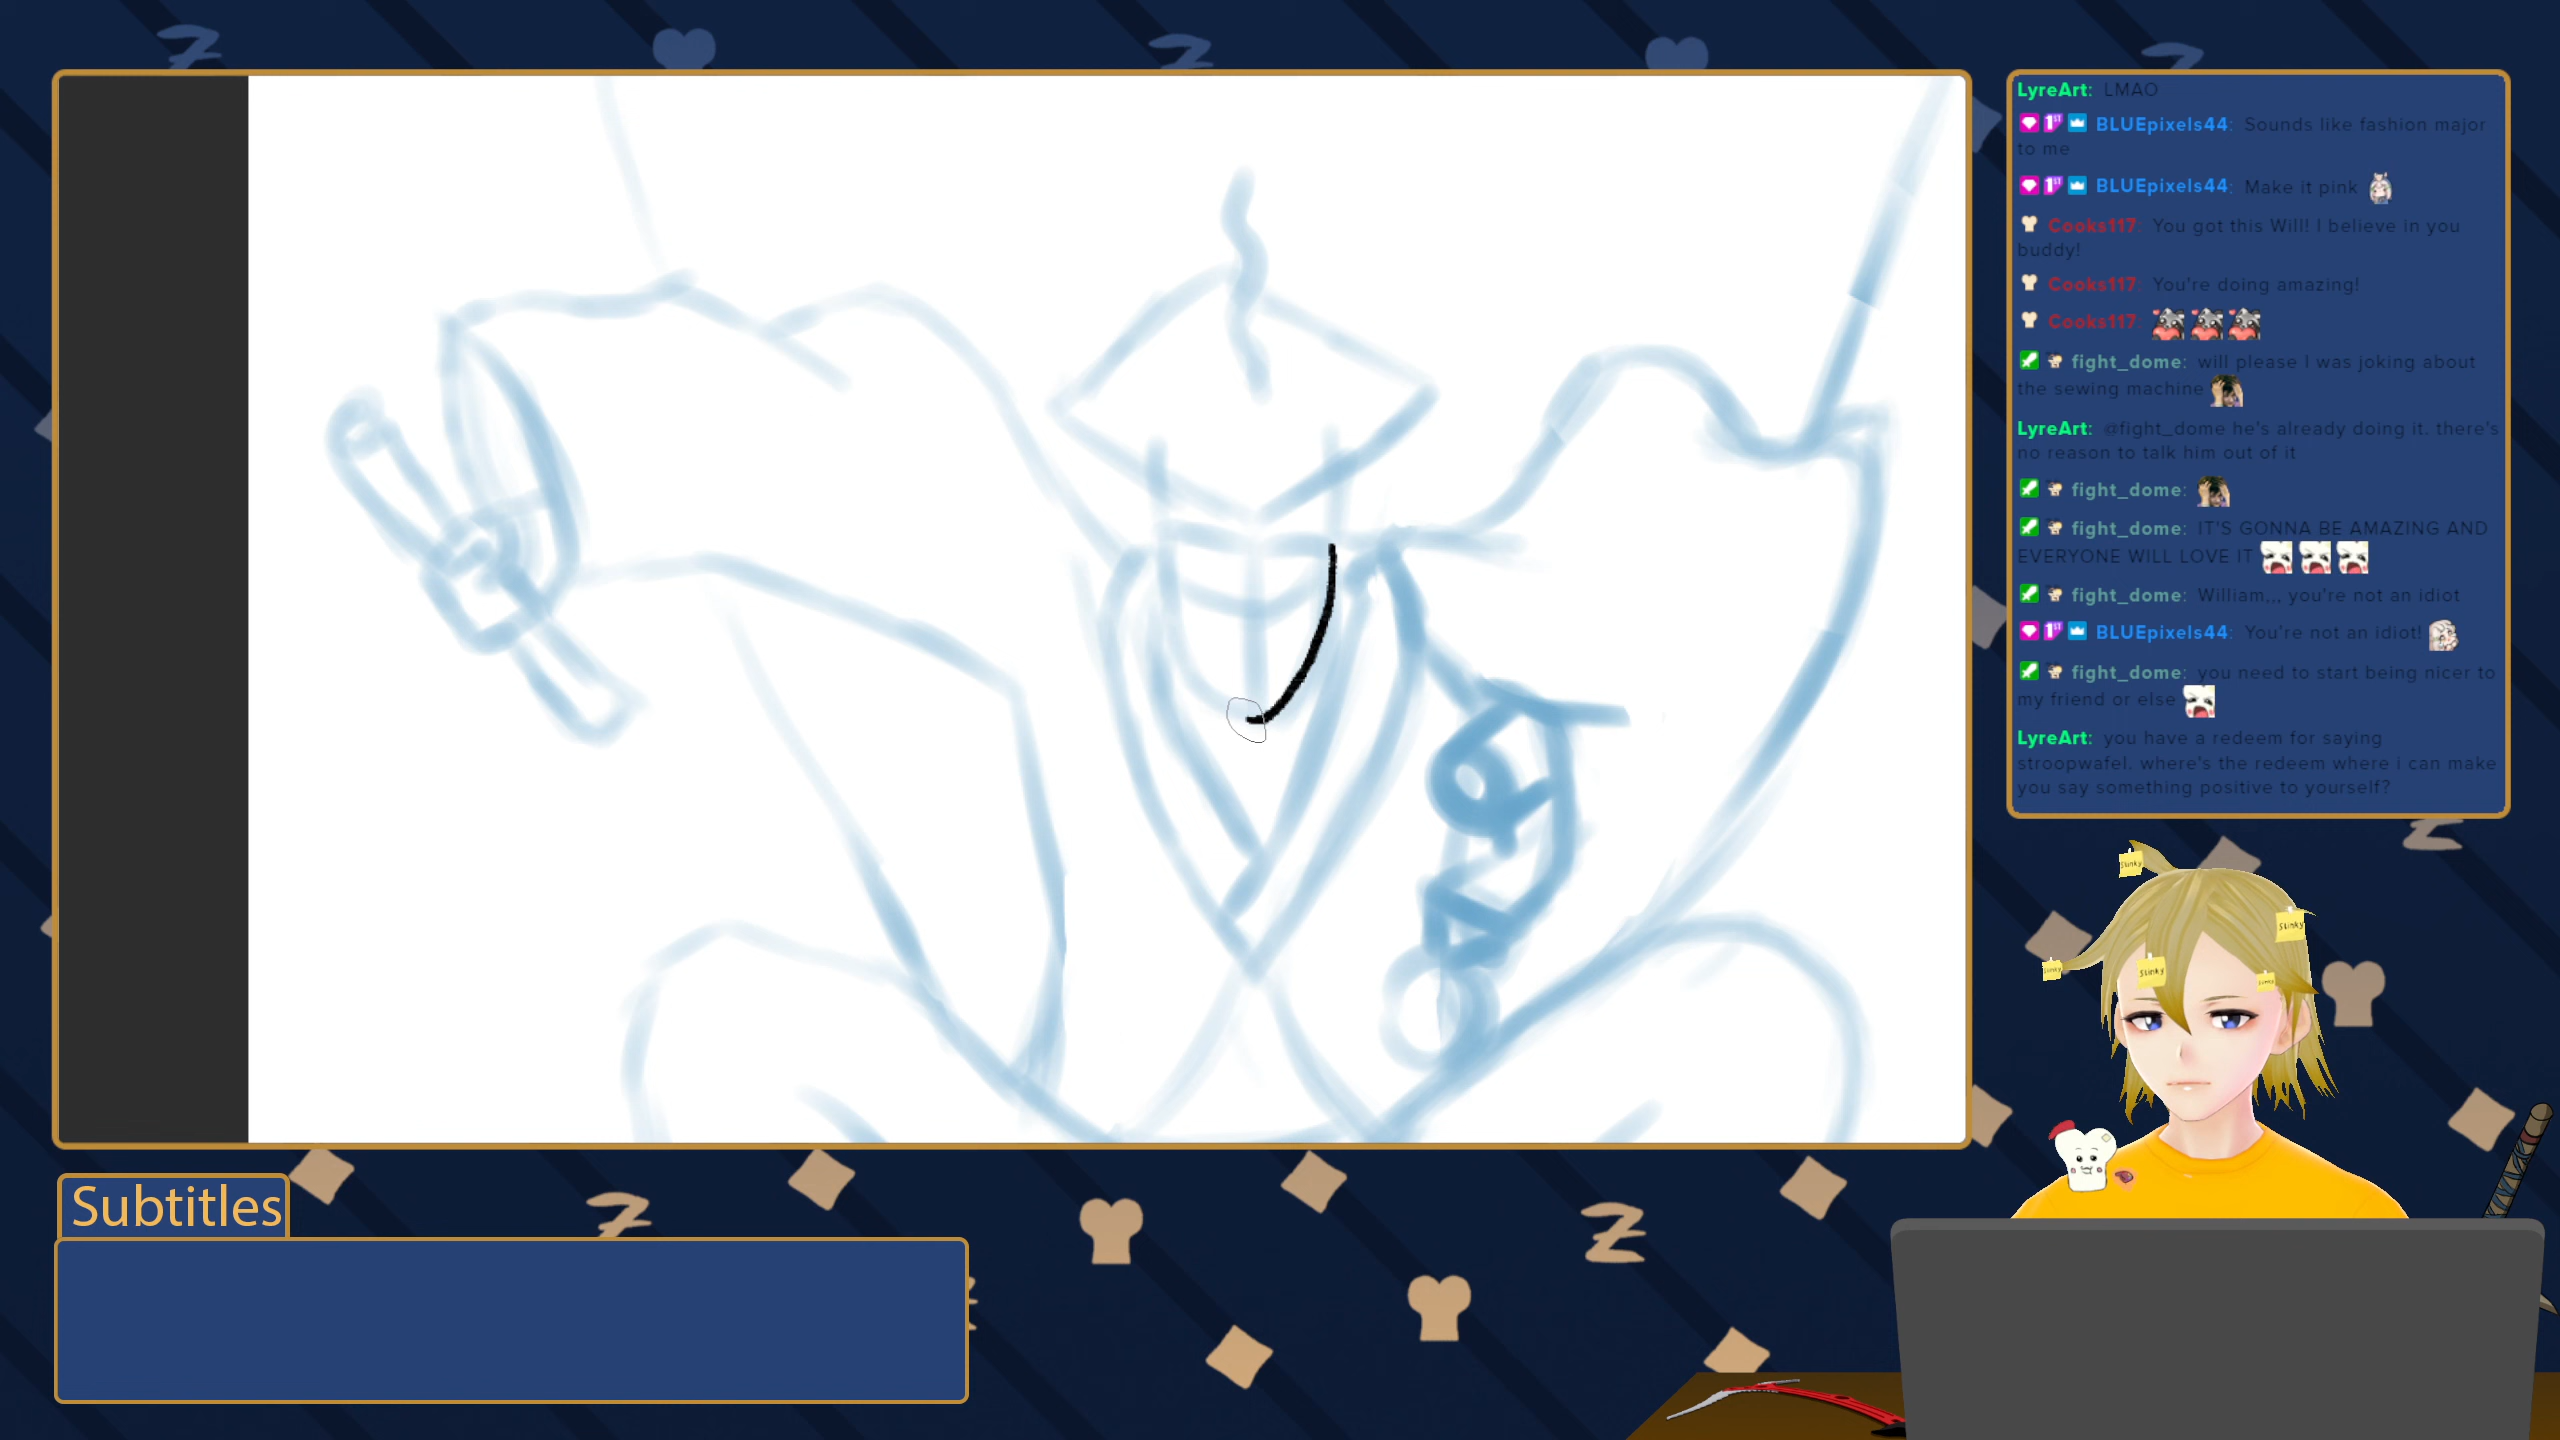 LyreArt: LMAO
BLUEpixels44: Sounds like fashion major
to me
BLUEpixels44: Make it pink
Cooks117: You got this Will! I believe in you
buddy!
Cooks117: You're doing amazing!
Cooks117:
fight_dome: will please I was joking about
the sewing machine
LyreArt: @fight_dome he's already doing it. there's
no reason to talk him out of it
fight_dome:
fight_dome: IT'S GONNA BE AMAZING AND
EVERYONE WILL LOVE IT
fight_dome: William,,, you're not an idiot
BLUEpixels44: You're not an idiot!
fight_dome: you need to start being nicer to
my friend or else
LyreArt: you have a redeem for saying
stroopwafel. where's the redeem where i can make
you say something positive to yourself?
Slinky
Slinky
Slinky
Slinky
Subtitles